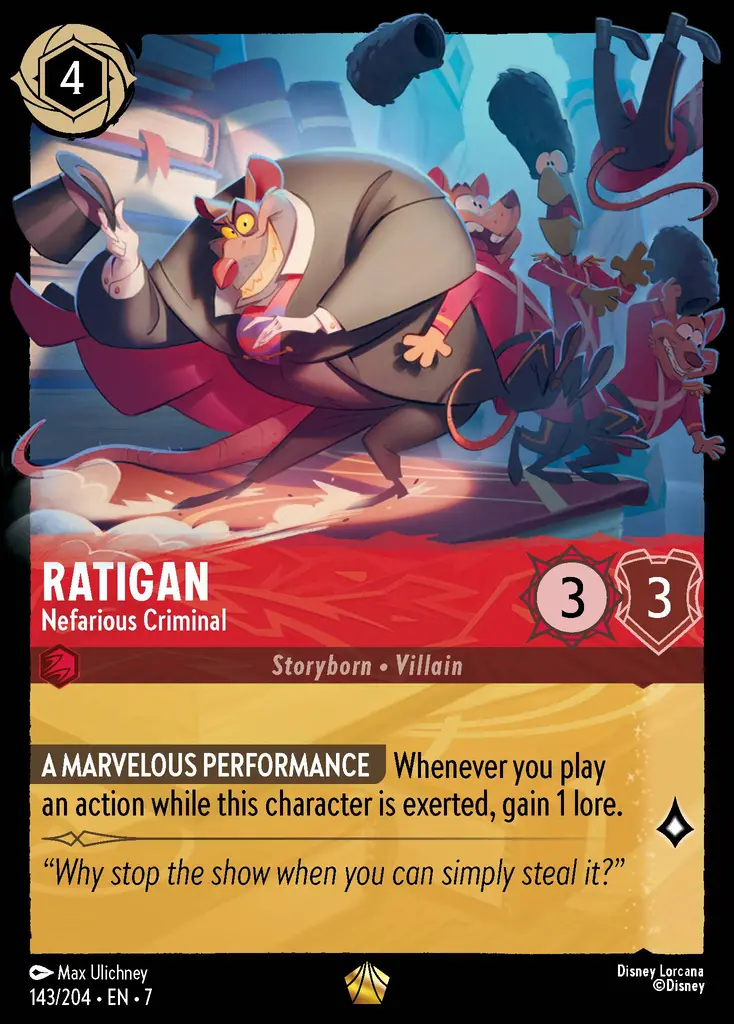 4
RATIGAN
Nefarious Criminal
3
3
Storyborn • Villain
A MARVELOUS PERFORMANCE Whenever you play
an action while this character is exerted, gain 1 lore.
“Why stop the show when you can simply steal it?”
Max Ulichney
143/204 • EN • 7
Disney Lorcana
©Disney